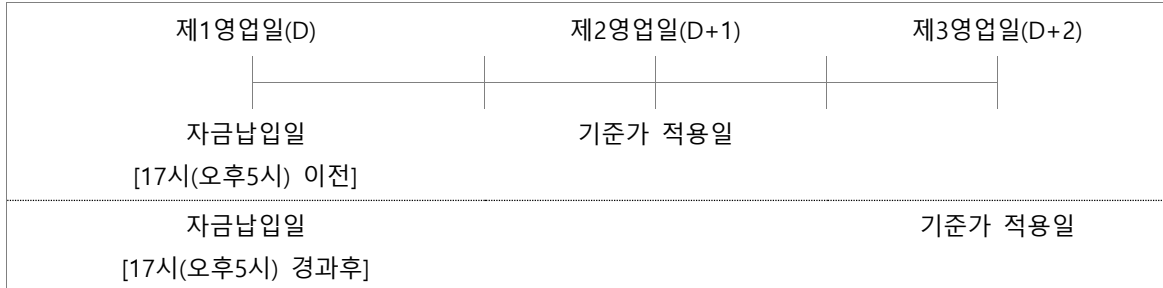 제1영업일(D) 제2영업일(D+1) 제3영업일(D+2)
자금납입일 기준가 적용일
[17시(오후5시) 이전]
자금납입일 기준가 적용일
[17시(오후5시) 경과후]